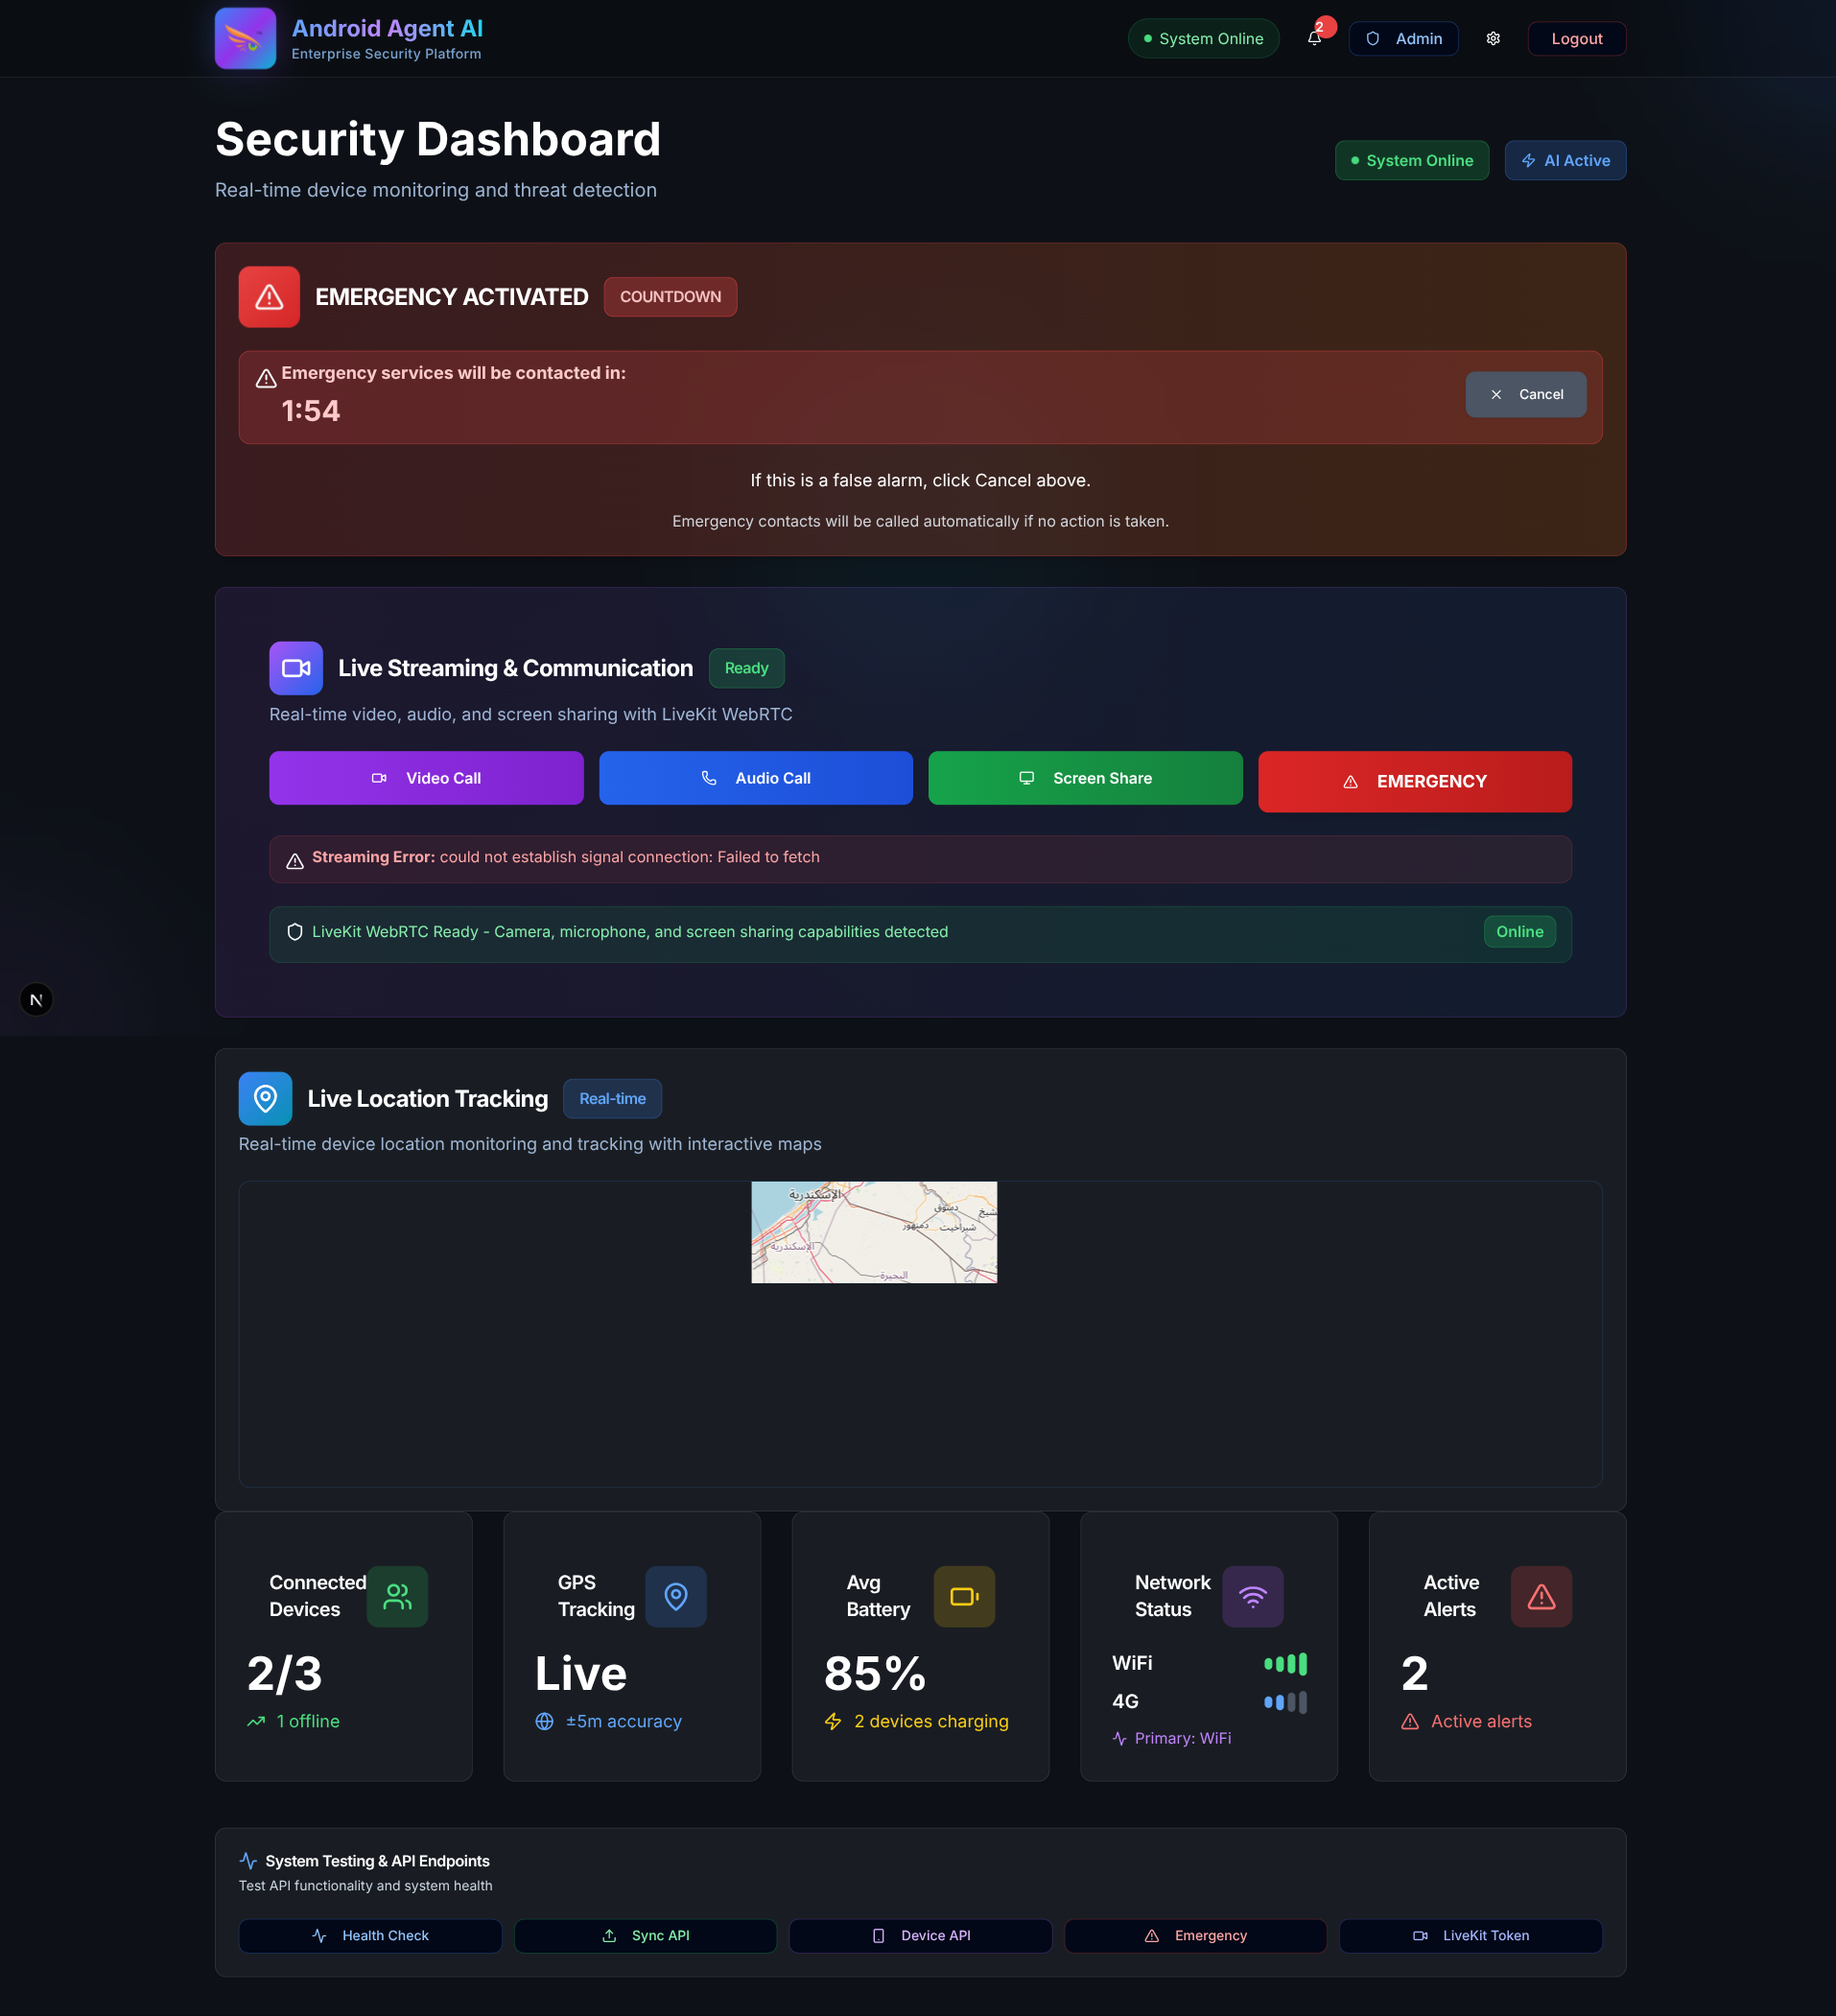 Android Agent AI
Enterprise Security Platform
System Online
2
Admin
Logout
Security Dashboard
Real-time device monitoring and threat detection
System Online
AI Active
EMERGENCY ACTIVATED
COUNTDOWN
Emergency services will be contacted in:
1:54
Cancel
If this is a false alarm, click Cancel above.
Emergency contacts will be called automatically if no action is taken.
Live Streaming & Communication
Ready
Real-time video, audio, and screen sharing with LiveKit WebRTC
Video Call
Audio Call
Screen Share
EMERGENCY
Streaming Error: could not establish signal connection: Failed to fetch
LiveKit WebRTC Ready - Camera, microphone, and screen sharing capabilities detected
Online
N
Live Location Tracking
Real-time
Real-time device location monitoring and tracking with interactive maps
الإسكندرية
دسوق
دمنهور
شبراخيت
الإسكندرية
البحيرة
Connected
Devices
2/3
1 offline
GPS
Tracking
Live
±5m accuracy
Avg
Battery
85%
2 devices charging
Network
Status
WiFi
4G
Primary: WiFi
Active
Alerts
2
Active alerts
System Testing & API Endpoints
Test API functionality and system health
Health Check
Sync API
Device API
Emergency
LiveKit Token